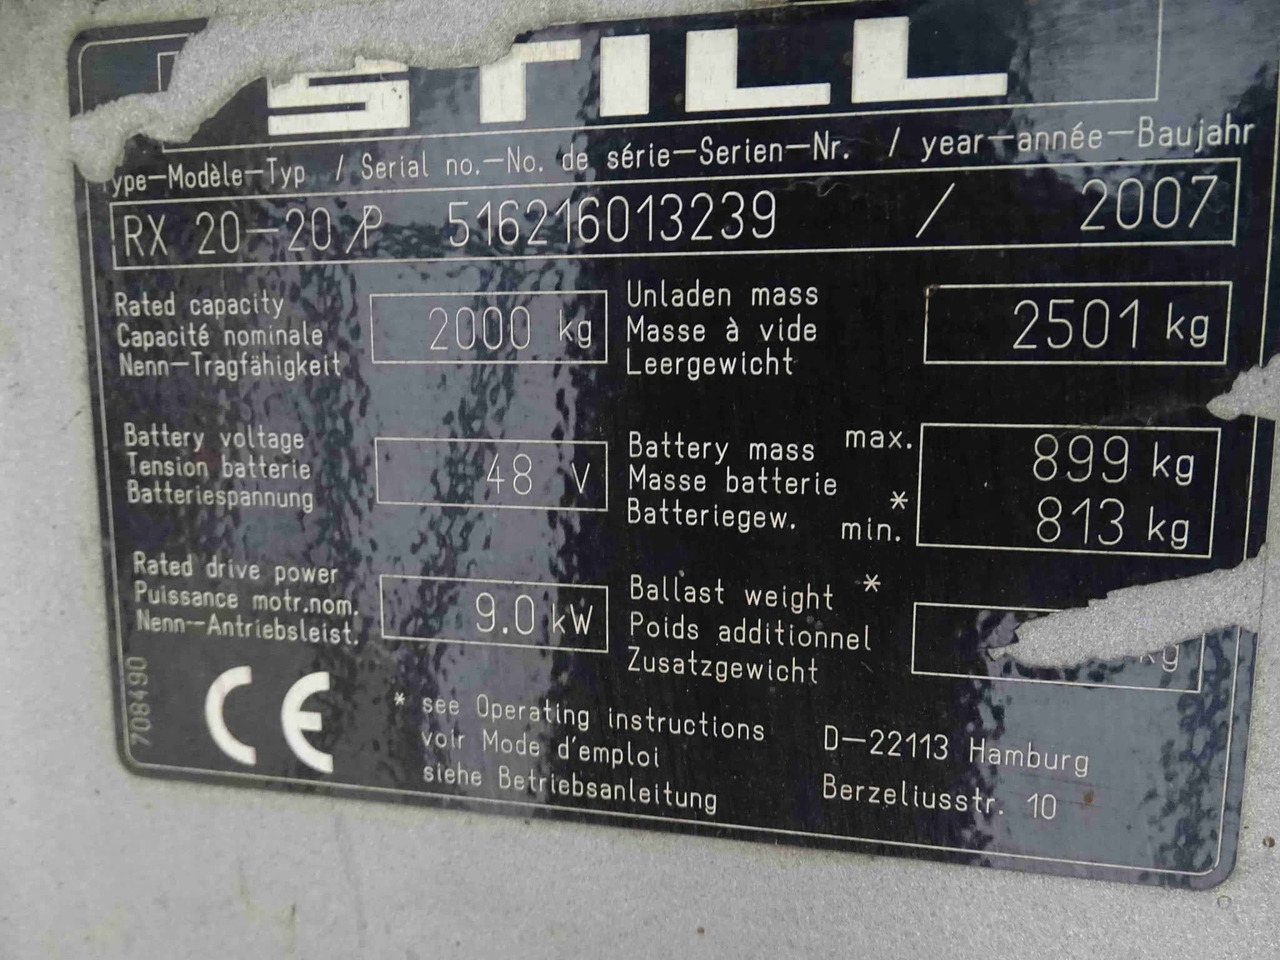 STILL
ype-Modèle-Typ / Serial no.-No. de série-Serien-Nr. / year-année-Baujahr
RX 20-20/P 516216013239 / 2007
Rated capacity
Capacité nominale
Nenn-Tragfähigkeit
2000 kg
Unladen mass
Masse à vide
Leergewicht
2501 kg
Battery voltage
Tension batterie
Batteriespannung
48 V
Battery mass max.
Masse batterie
Batteriegew. * min.
899 kg
813 kg
Rated drive power
Puissance motr.nom.
Nenn-Antriebsleist.
9.0 kW
Ballast weight *
Poids additionnel
Zusatzgewicht
kg
708490
CE
* see Operating instructions
voir Mode d'emploi
siehe Betriebsanleitung
D-22113 Hamburg
Berzeliusstr. 10